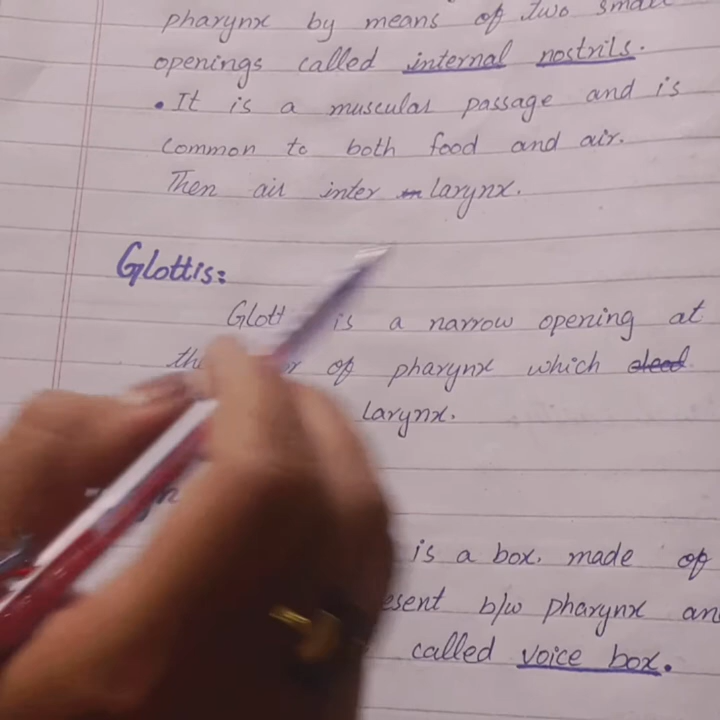 pharynx by means of two small
openings called internal nostrils.
• It is a muscular passage and is
common to both food and air.
Then air inter larynx.
Glottis:
is a narrow opening at
of pharynx which
larynx.
is a box, made of
b/w pharynx
called voice box.